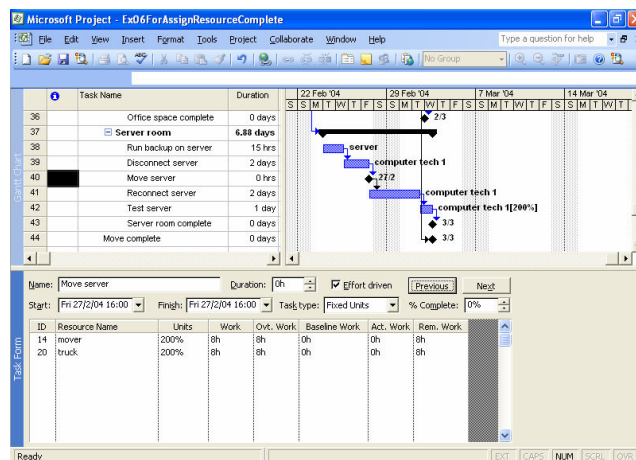 Microsoft Project - Ex06ForAssignResourceComplete
File Edit View Insert Format Tools Project Collaborate Window Help Type a question for help
No Group
Task Name Duration 22 Feb '04 29 Feb '04 7 Mar '04 14 Mar '04
S S M T W T F S S M T W T F S S M T W T F S S M T W T
36 Office space complete 0 days 2/3
37 Server room 6.88 days
38 Run backup on server 15 hrs server
39 Disconnect server 2 days computer tech 1
40 Move server 0 hrs 27/2
41 Reconnect server 2 days computer tech 1
42 Test server 1 day computer tech 1[200%]
43 Server room complete 0 days 3/3
44 Move complete 0 days 3/3
Gantt Chart
Name: Move server Duration: 0h Effort driven Previous Next
Start: Fri 27/2/04 16:00 Finish: Fri 27/2/04 16:00 Task type: Fixed Units % Complete: 0%
ID Resource Name Units Work Ovt. Work Baseline Work Act. Work Rem. Work
14 mover 200% 8h 8h 0h 0h 8h
20 truck 200% 8h 8h 0h 0h 8h
Task Form
Ready EXT CAPS NUM SCRL OVR